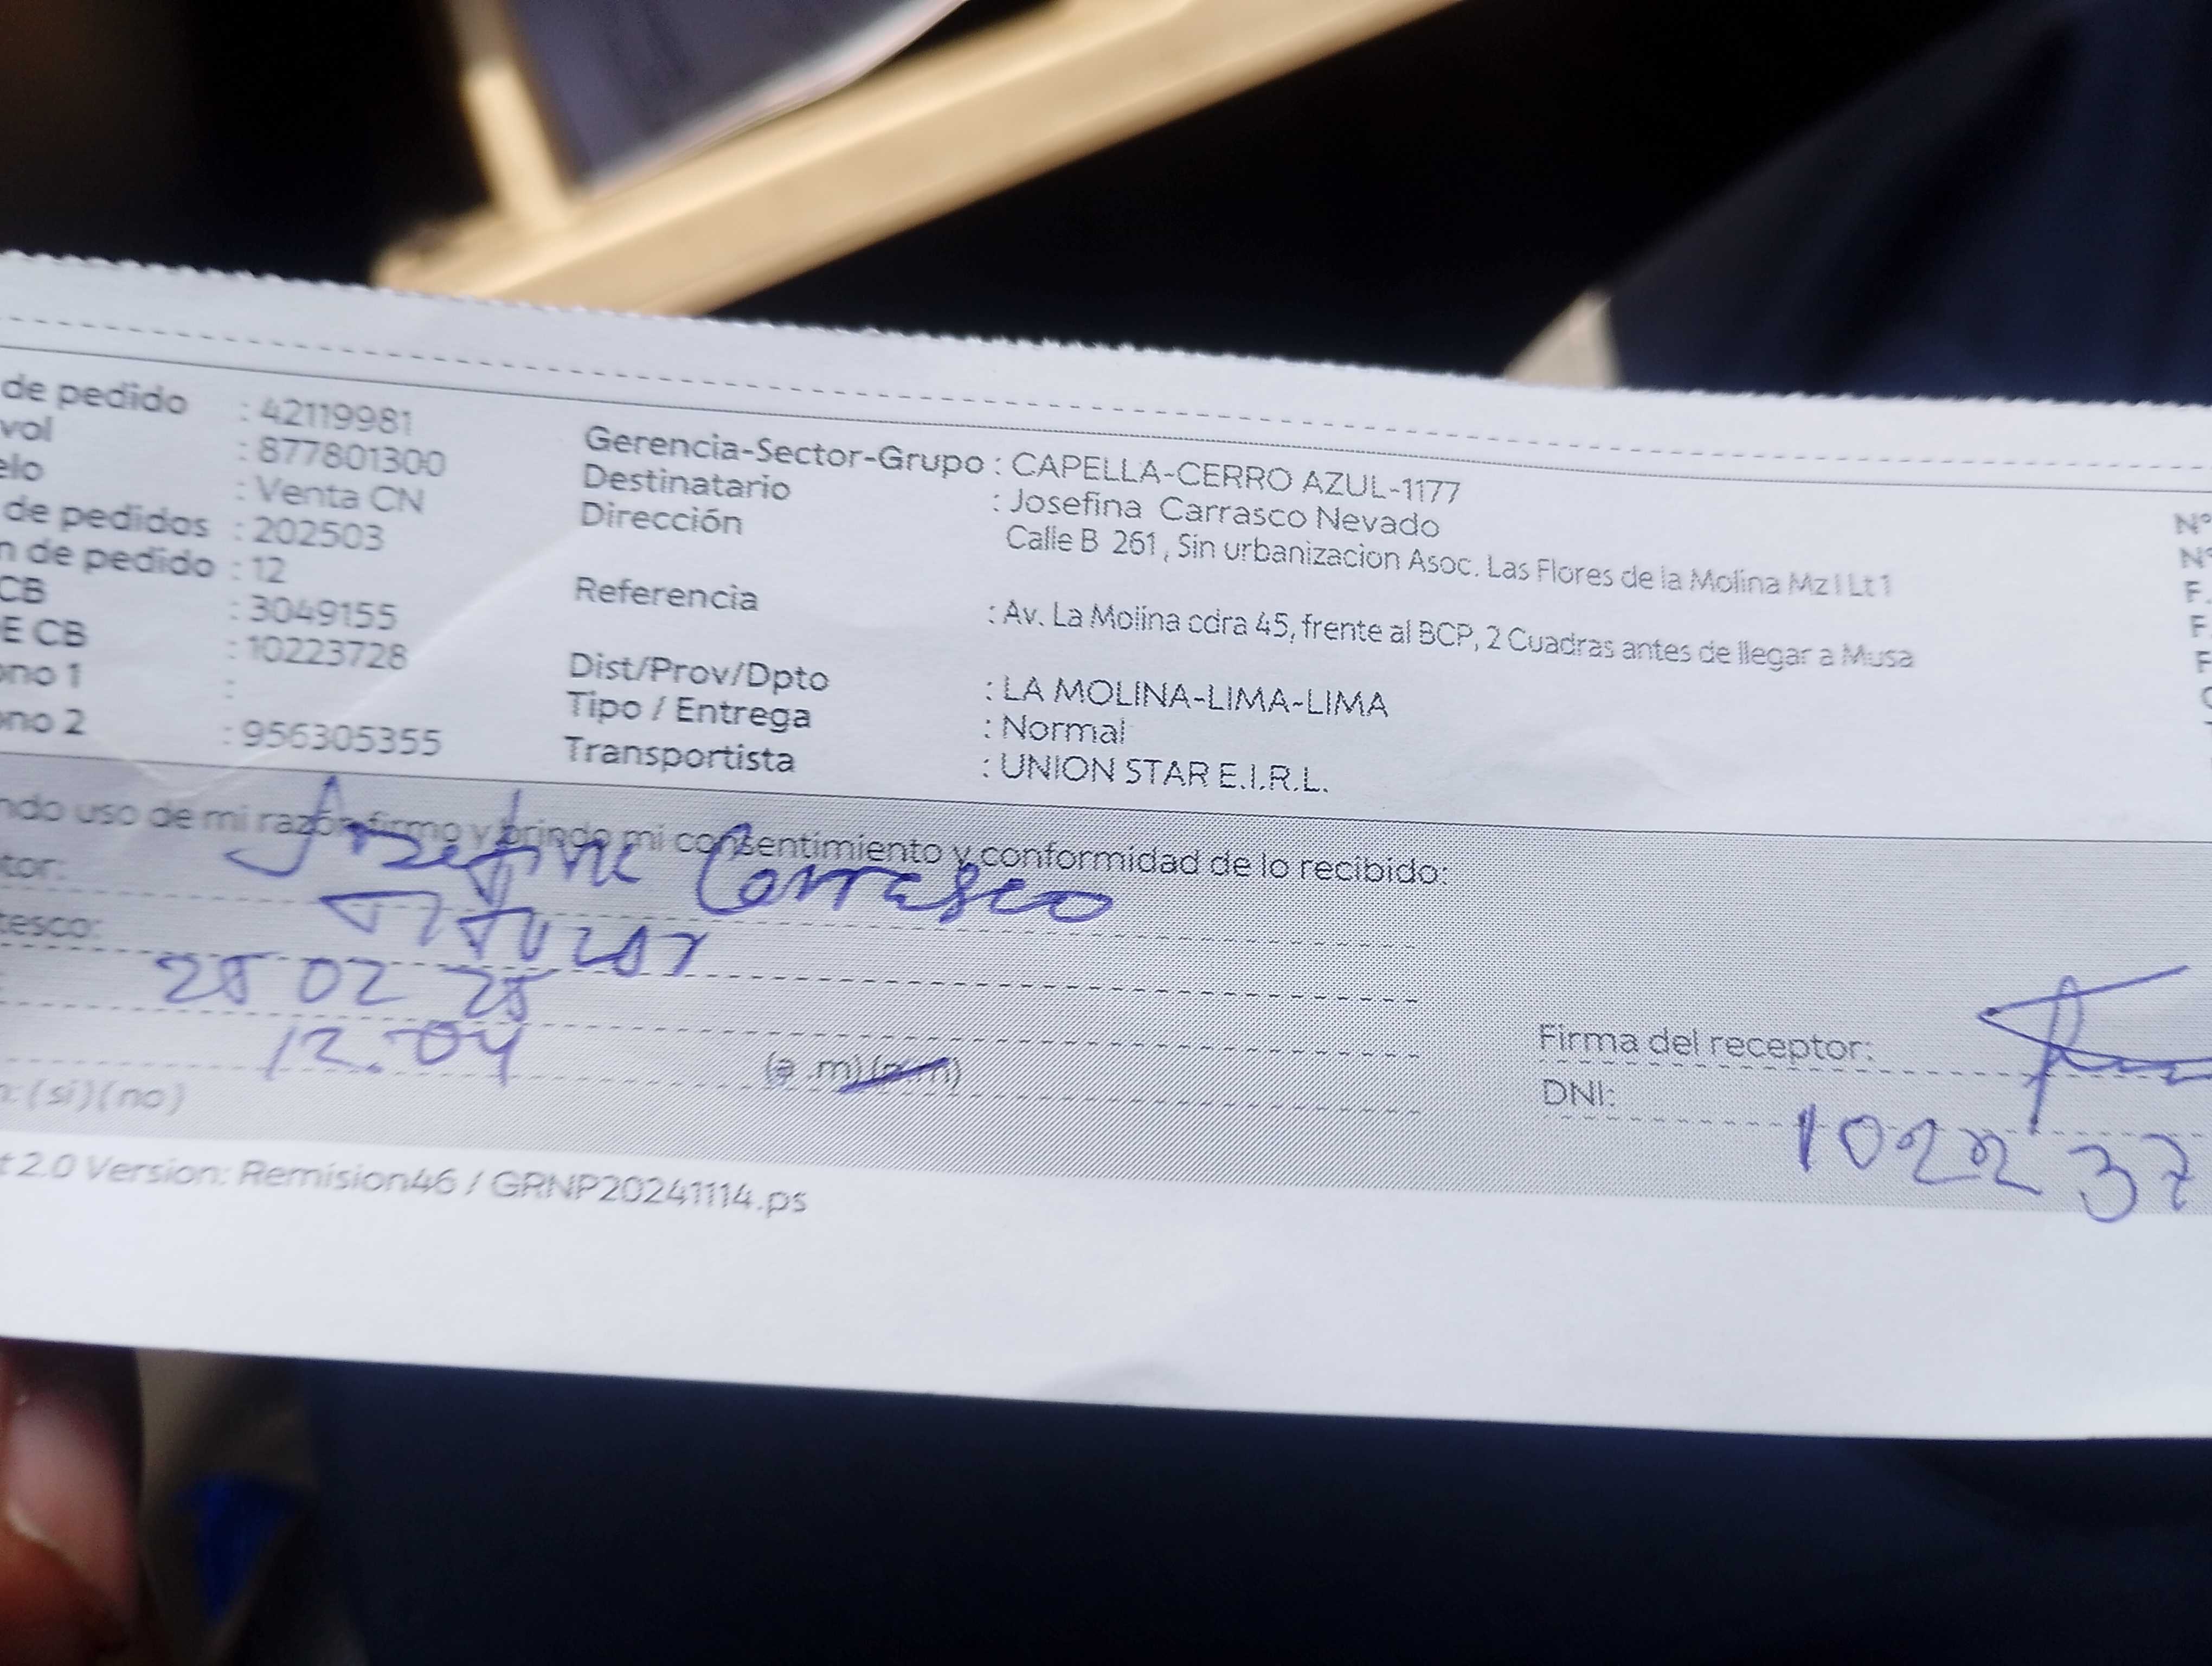 de pedido : 42119981
vol : 877801300
elo : Venta CN
de pedidos : 202503
n de pedido : 12
CB : 3049155
E CB : 10223728
ono 1 :
ono 2 : 956305355
Gerencia-Sector-Grupo : CAPELLA-CERRO AZUL-1177
Destinatario : Josefina Carrasco Nevado
Dirección Calle B 261, Sin urbanizacion Asoc. Las Flores de la Molina Mz I Lt 1
Referencia : Av. La Molina cdra 45, frente al BCP, 2 Cuadras antes de llegar a Musa
Dist/Prov/Dpto : LA MOLINA-LIMA-LIMA
Tipo / Entrega : Normal
Transportista : UNION STAR E.I.R.L.
N°
N°
F.
F
F
ndo uso de mi razón firmo y brindo mi consentimiento y conformidad de lo recibido:
tor: Josefina Carrasco
tesco: Titular
25 02 25
12.04 (a .m) (p.m)
n: (si) (no)
Firma del receptor:
DNI: 1022 37
t 2.0 Version: Remision46 / GRNP20241114.ps